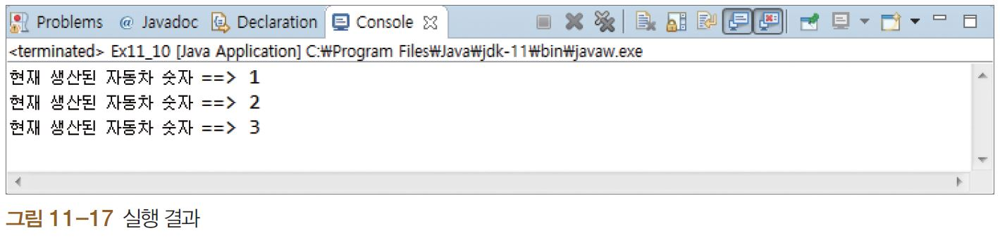 Problems @ Javadoc Declaration Console
<terminated> Ex11_10 [Java Application] C:₩Program Files₩Java₩jdk-11₩bin₩javaw.exe
현재 생산된 자동차 숫자 ==> 1
현재 생산된 자동차 숫자 ==> 2
현재 생산된 자동차 숫자 ==> 3
그림 11-17 실행 결과